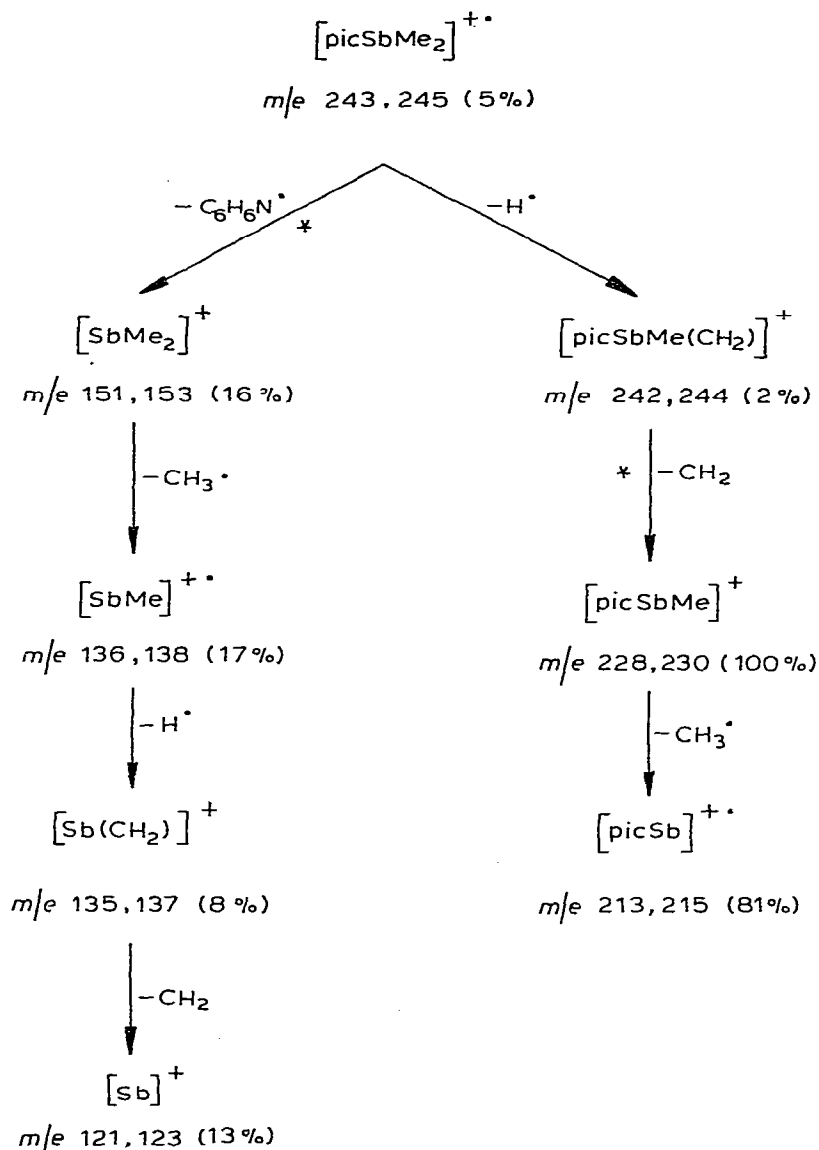 [picSbMe₂]⁺•
m/e 243,245 (5%)
– C₆H₆N•
*
–H•
[SbMe₂]⁺
m/e 151,153 (16%)
[picSbMe(CH₂)]⁺
m/e 242,244 (2%)
–CH₃•
* –CH₂
[SbMe]⁺•
m/e 136,138 (17%)
[picSbMe]⁺
m/e 228,230 (100%)
–H•
–CH₃•
[Sb(CH₂)]⁺
m/e 135,137 (8%)
[picSb]⁺•
m/e 213,215 (81%)
–CH₂
[Sb]⁺
m/e 121,123 (13%)